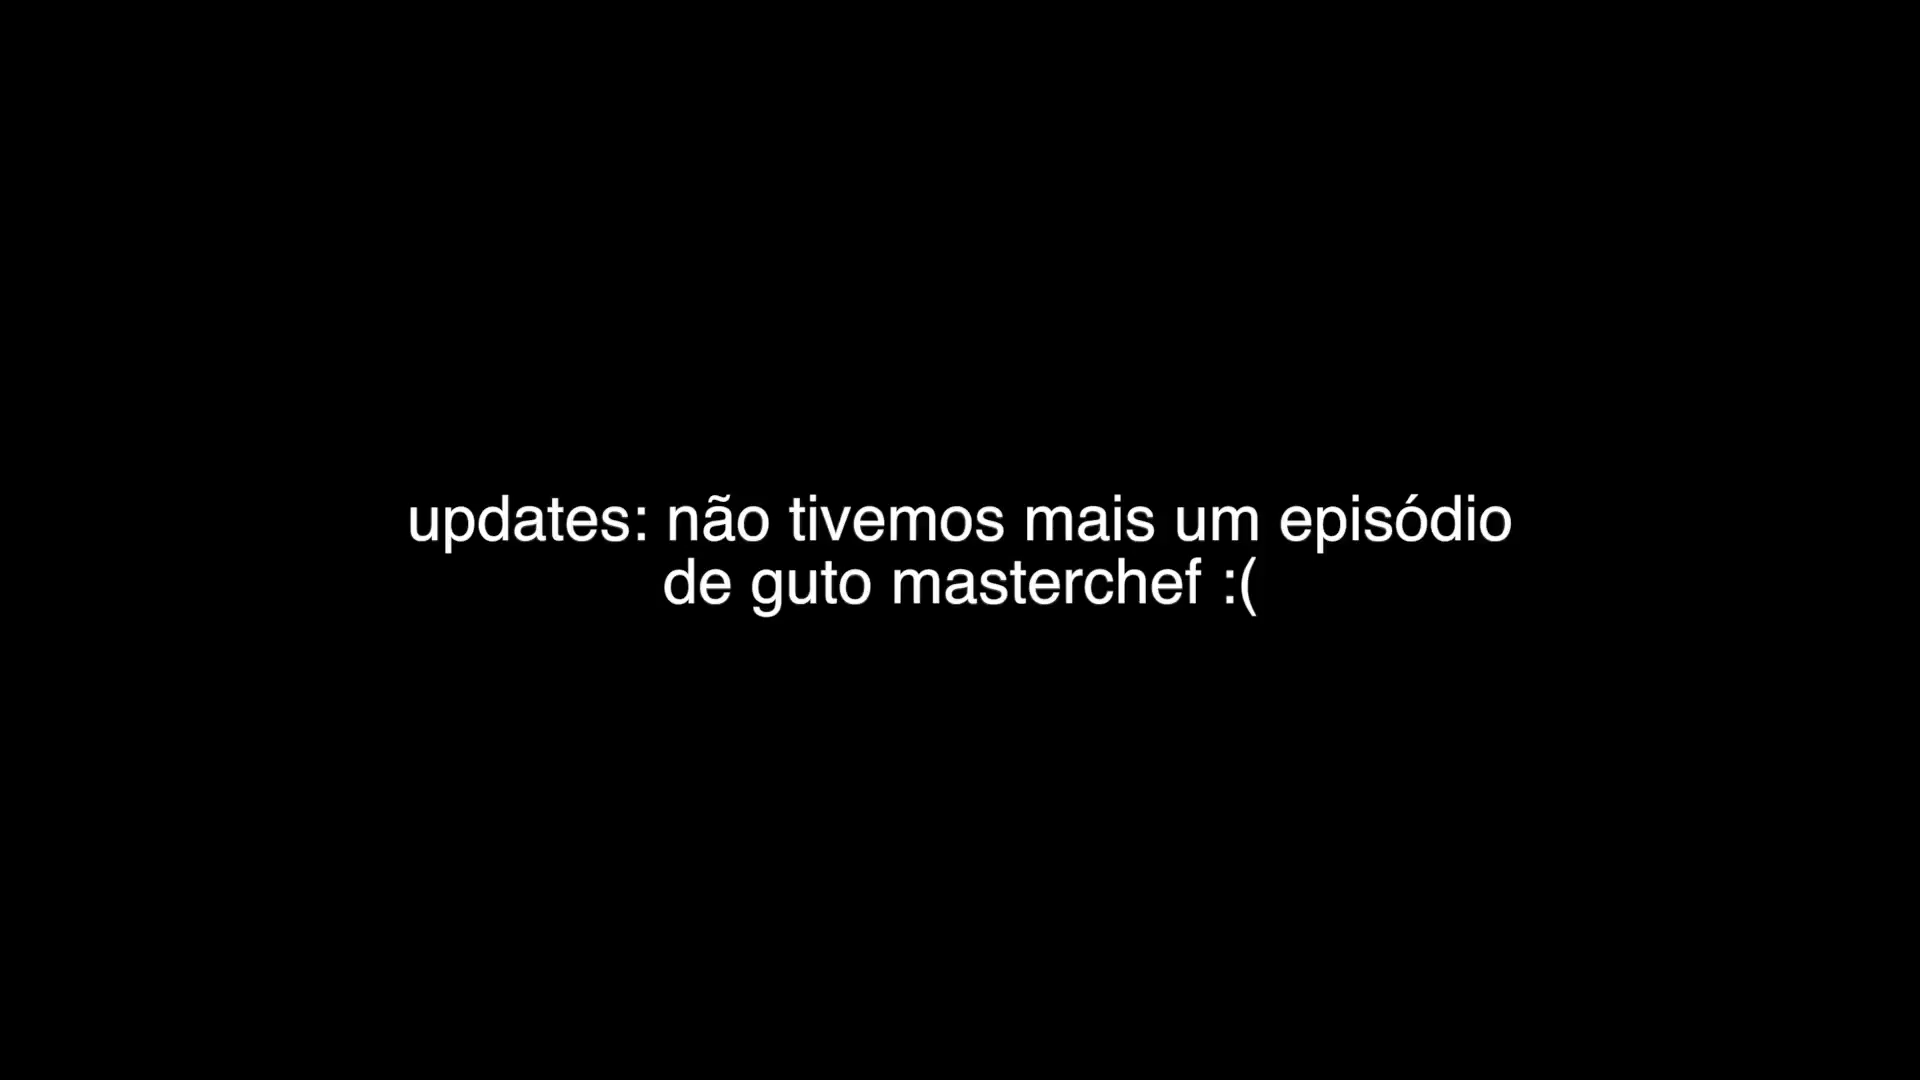 updates: não tivemos mais um episódio
de guto masterchef :(